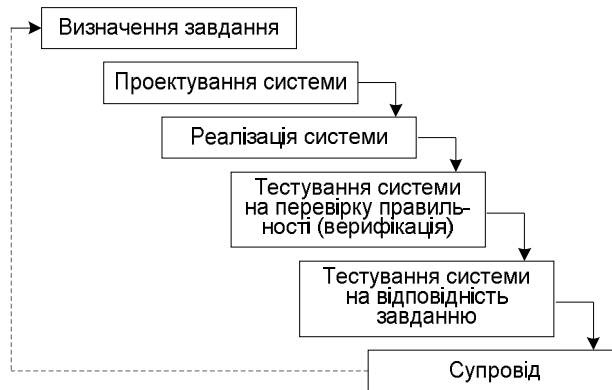 Визначення завдання
Проектування системи
Реалізація системи
Тестування системи
на перевірку правиль-
ності (верифікація)
Тестування системи
на відповідність
завданню
Супровід